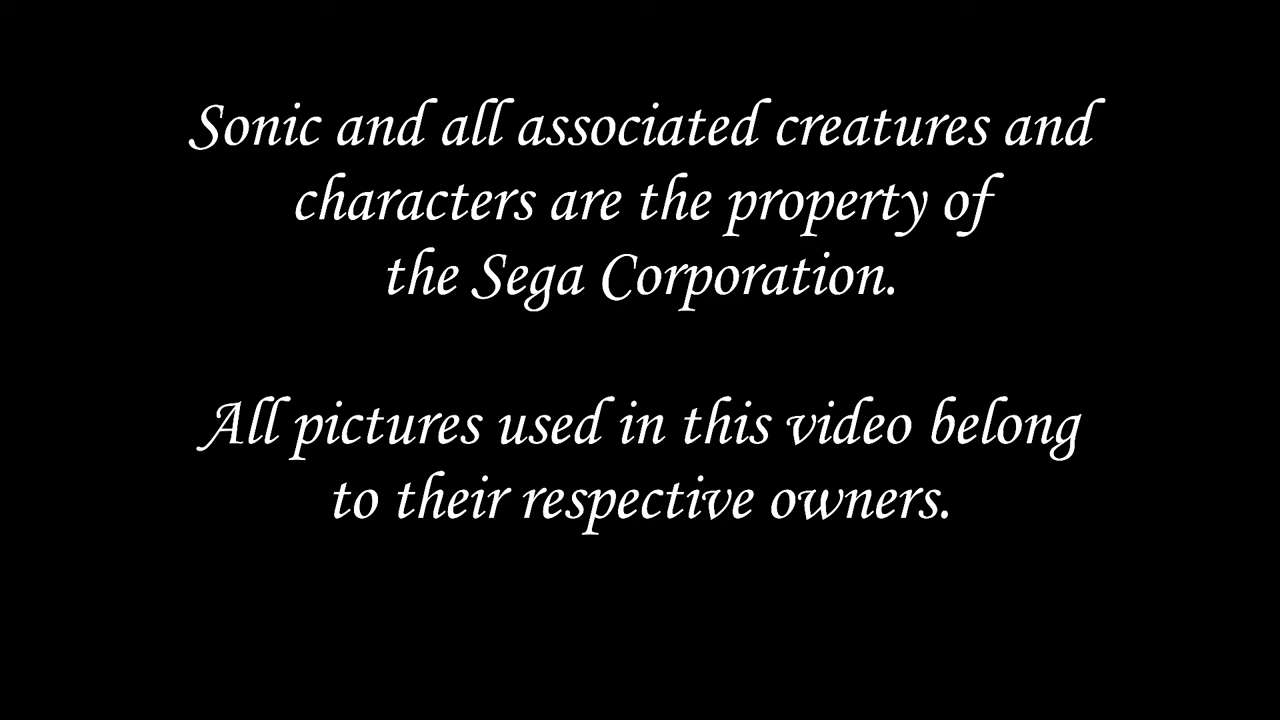 Sonic and all associated creatures and
characters are the property of
the Sega Corporation.
All pictures used in this video belong
to their respective owners.